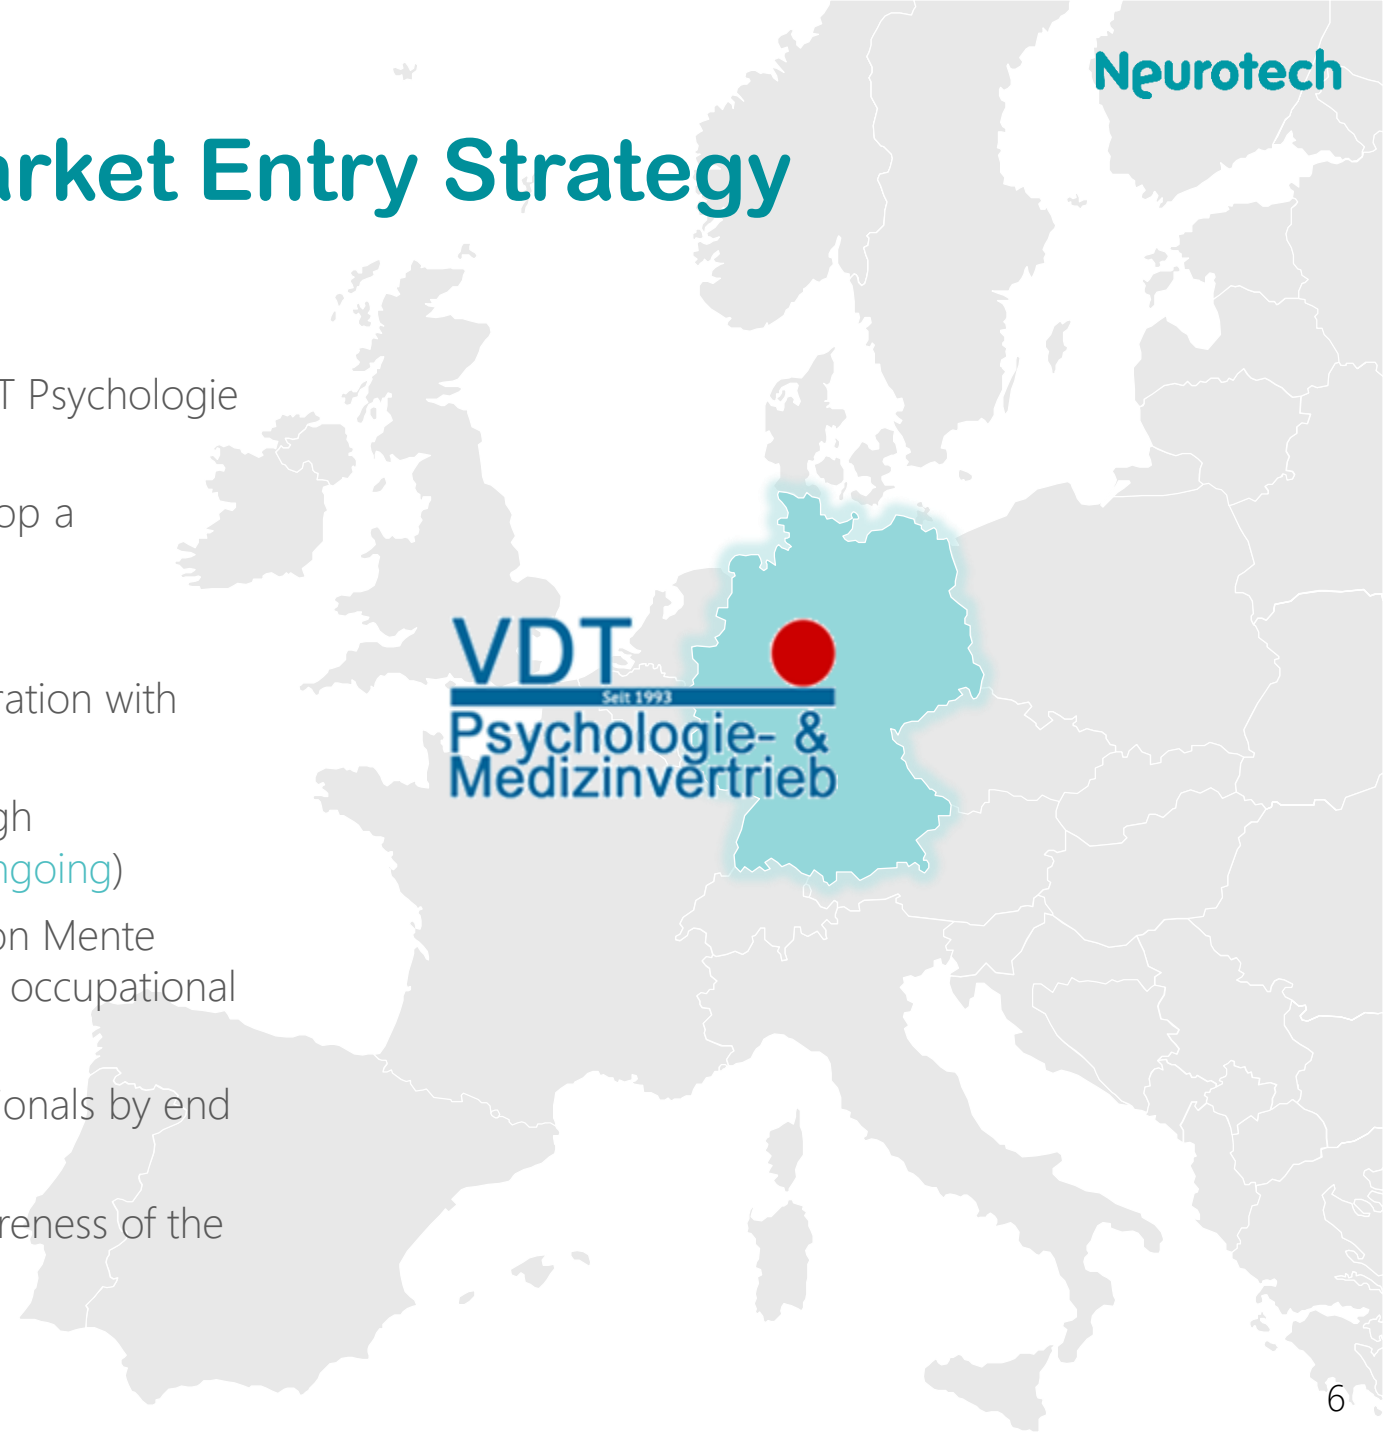 Neurotech
arket Entry Strategy
T Psychologie
op a
ration with
gh
ngoing)
on Mente
occupational
ionals by end
reness of the
VDT
Seit 1993
Psychologie- &
Medizinvertrieb
6